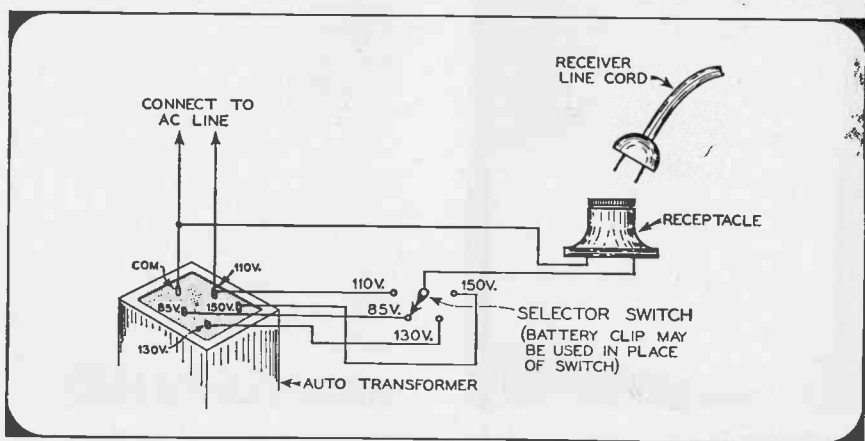 RECEIVER
LINE CORD
CONNECT TO
AC LINE
RECEPTACLE
COM.
110V.
85V.
150V.
130V.
110V.
85V.
150V.
130V.
SELECTOR SWITCH
(BATTERY CLIP MAY
BE USED IN PLACE
OF SWITCH)
AUTO TRANSFORMER